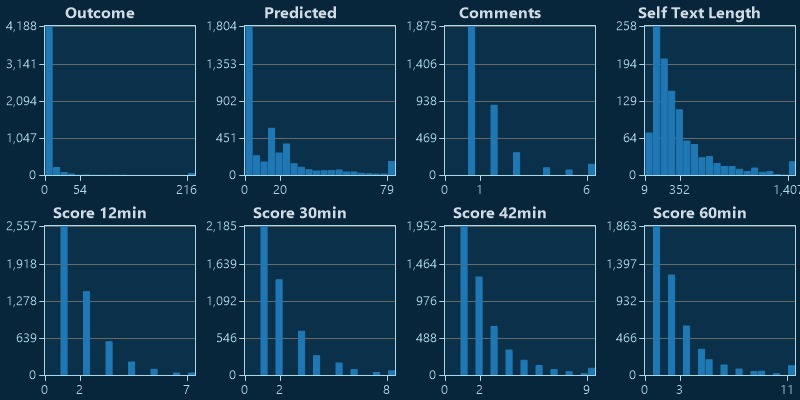 Outcome Predicted Comments Self Text Length
4,188 1,804 1,875 258
3,141 1,353 1,406 194
2,094 902 938 129
1,047 451 469 64
0 0 0 0
0 54 216 0 20 79 0 1 6 9 352 1,407
Score 12min Score 30min Score 42min Score 60min
2,557 2,185 1,952 1,863
1,918 1,639 1,464 1,397
1,278 1,092 976 932
639 546 488 466
0 0 0 0
0 2 7 0 2 8 0 2 9 0 3 11